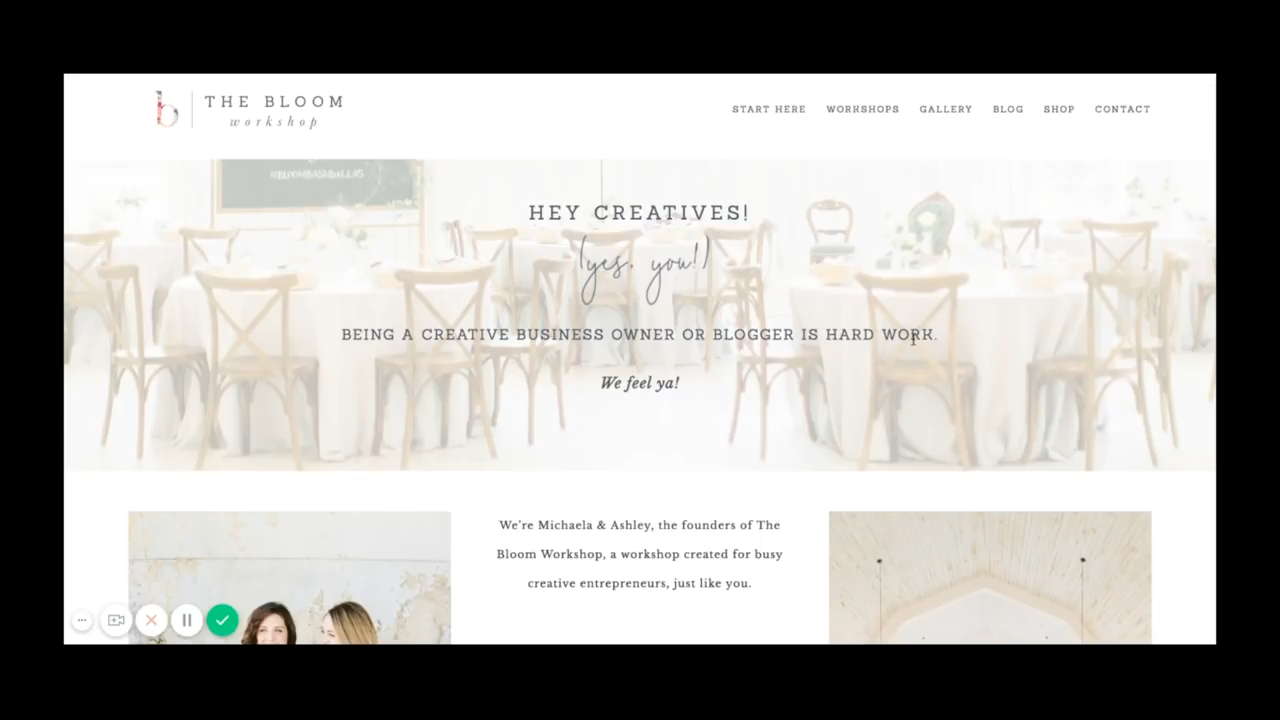 b
THE BLOOM
workshop
START HERE WORKSHOPS GALLERY BLOG SHOP CONTACT
#BLOOMBASHDALLAS
HEY CREATIVES!
(yes, you!)
BEING A CREATIVE BUSINESS OWNER OR BLOGGER IS HARD WORK.
We feel ya!
We're Michaela & Ashley, the founders of The
Bloom Workshop, a workshop created for busy
creative entrepreneurs, just like you.